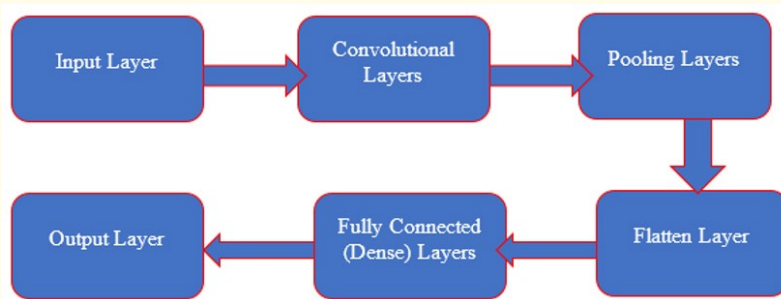 Input Layer
Convolutional
Layers
Pooling Layers
Flatten Layer
Fully Connected
(Dense) Layers
Output Layer